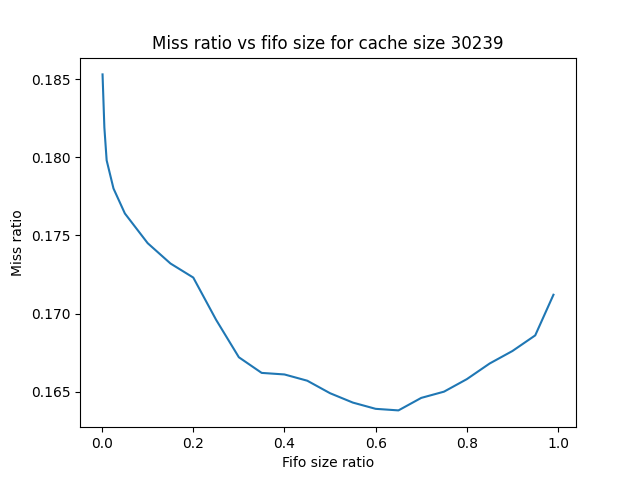 Miss ratio vs fifo size for cache size 30239
0.185
0.180
0.175
0.170
0.165
Miss ratio
0.0 0.2 0.4 0.6 0.8 1.0
Fifo size ratio